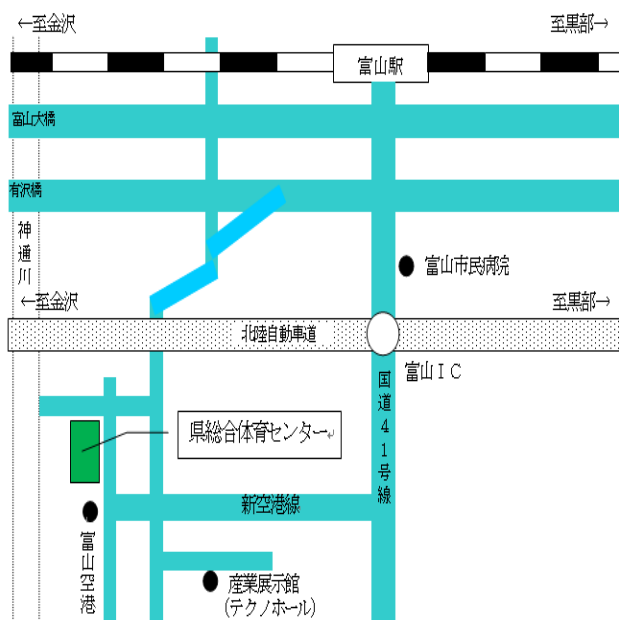 ←至金沢
至黒部→
富山駅
富山大橋
有沢橋
神通川
富山市民病院
←至金沢
至黒部→
北陸自動車道
富山ＩＣ
国道４１号線
県総合体育センター
新空港線
富山空港
産業展示館
(テクノホール)